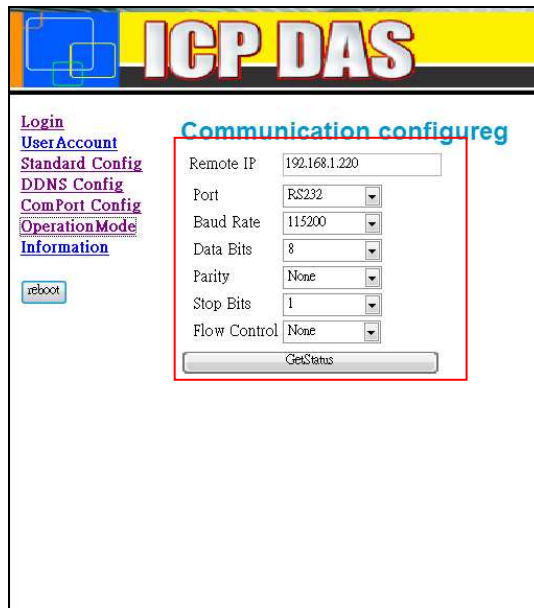 ICP DAS
Login
UserAccount
Standard Config
DDNS Config
ComPort Config
OperationMode
Information
reboot
Communication configureg
Remote IP 192.168.1.220
Port RS232
Baud Rate 115200
Data Bits 8
Parity None
Stop Bits 1
Flow Control None
GetStatus